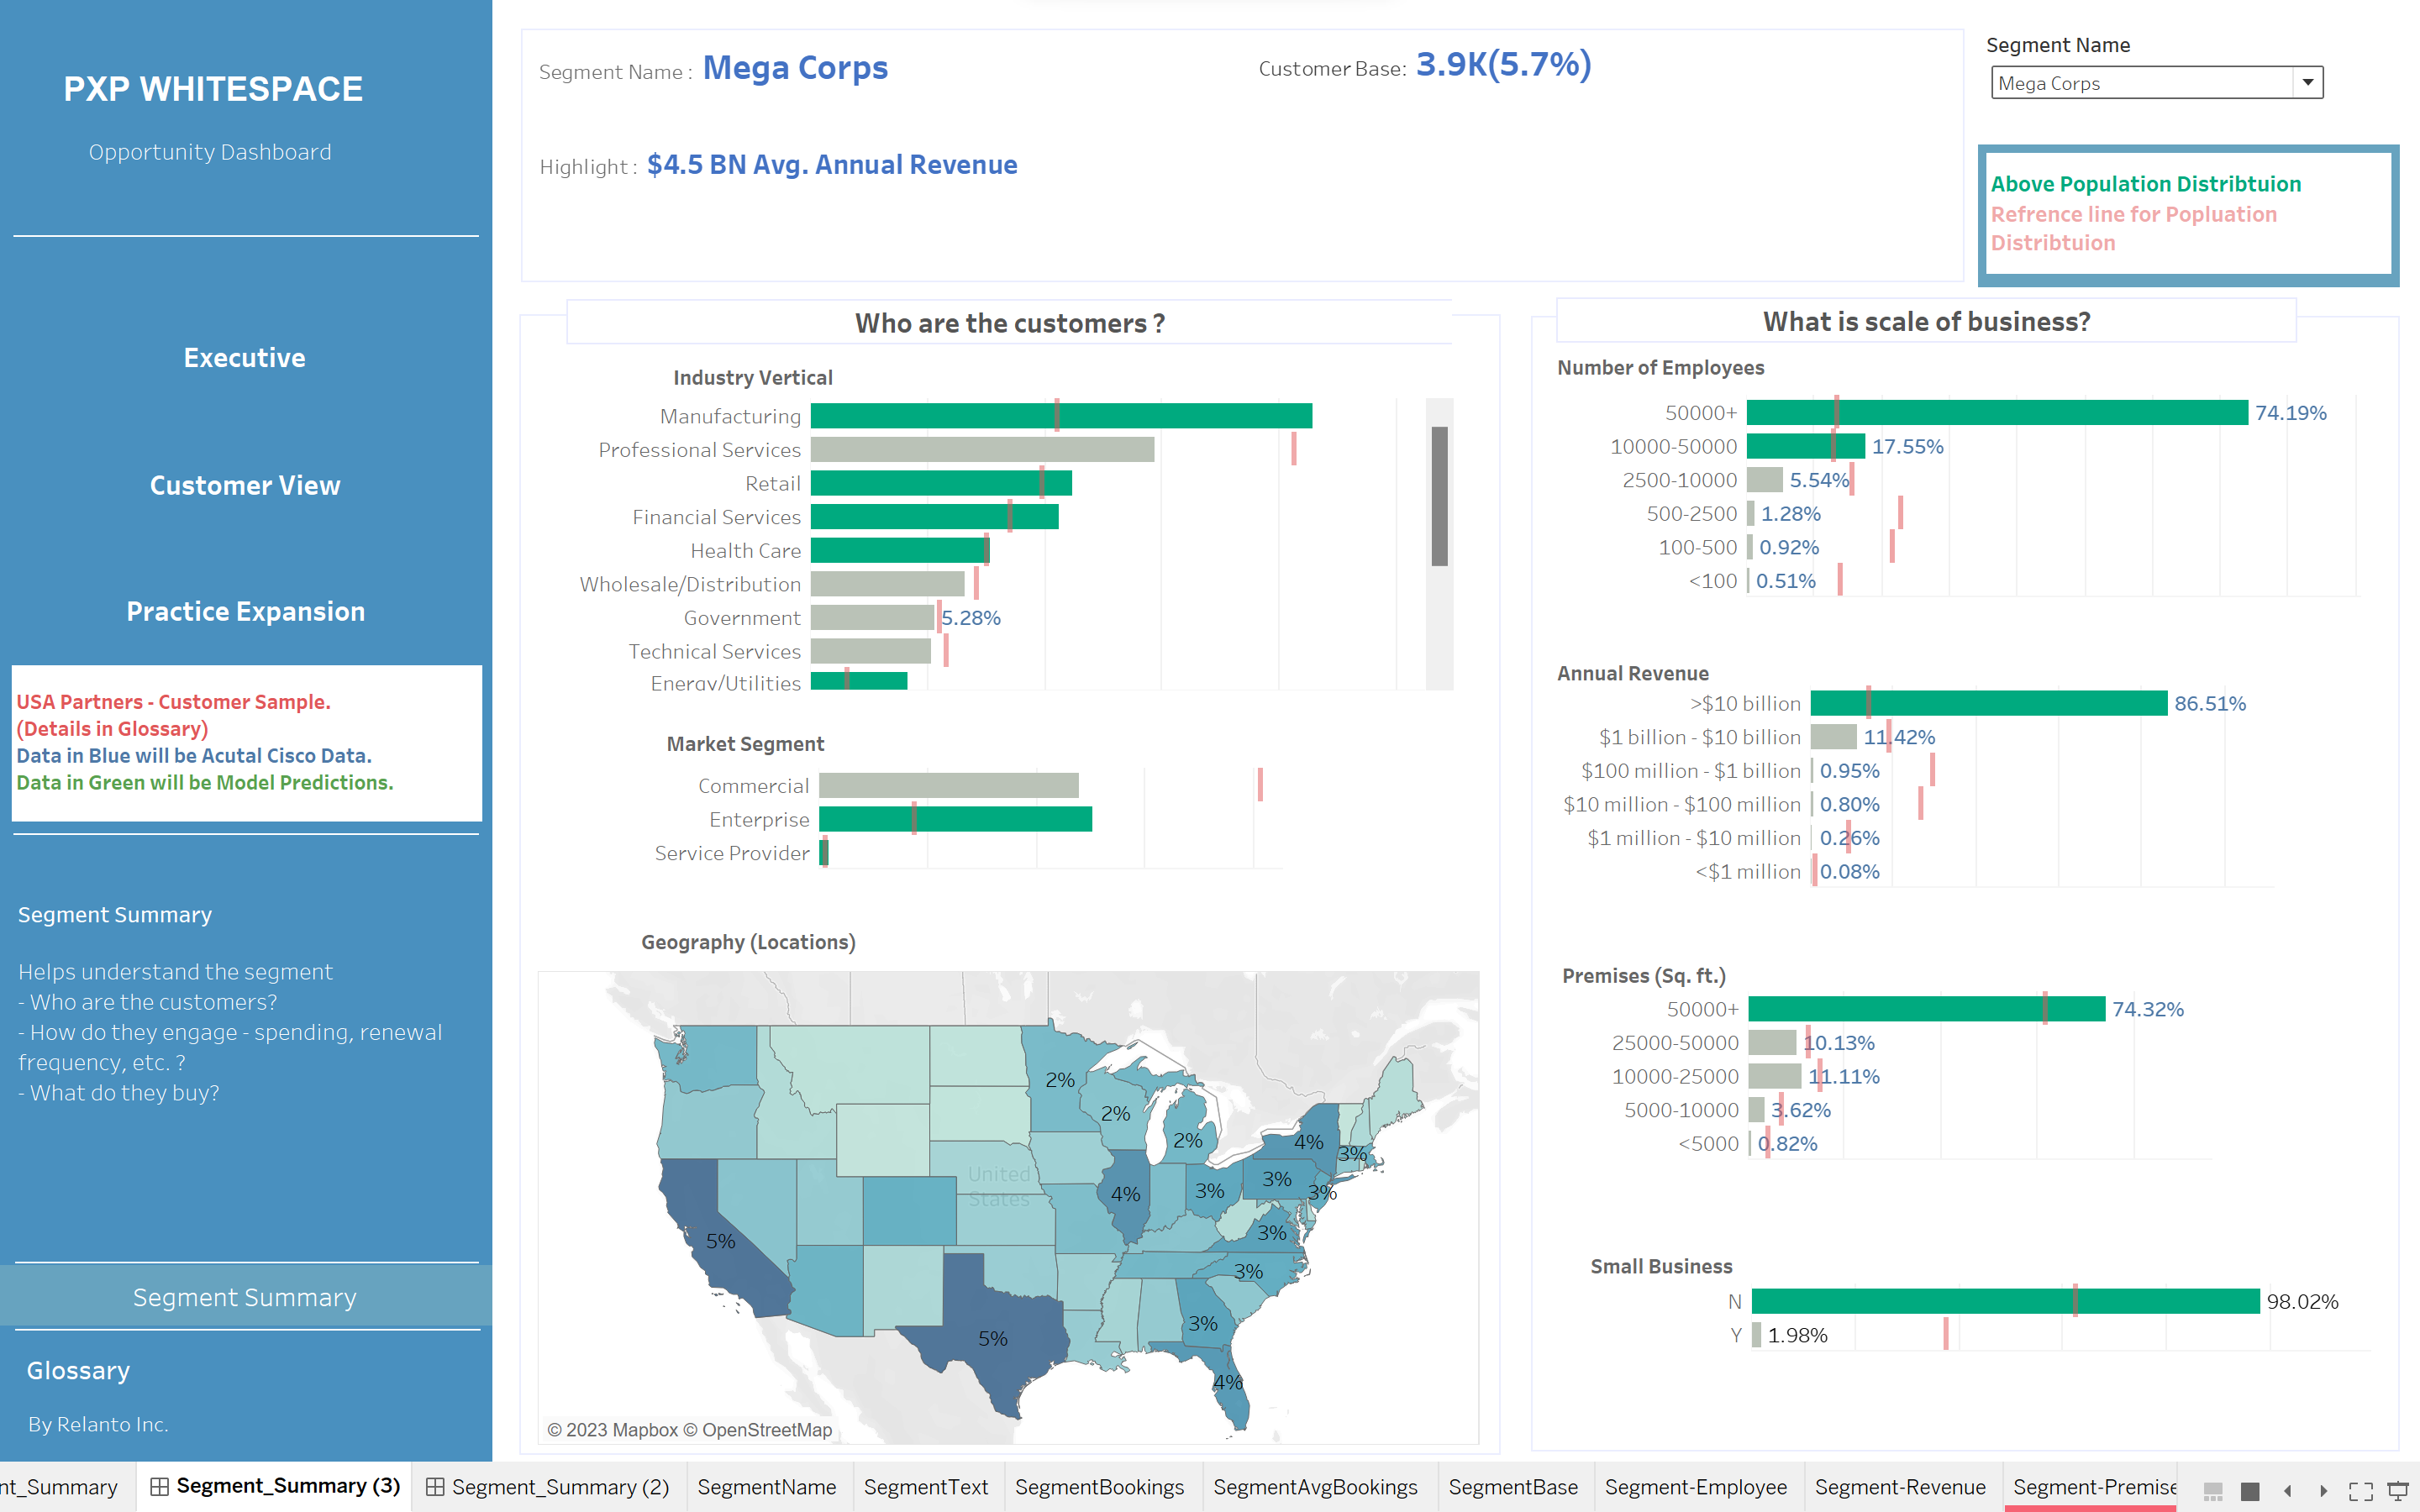 PXP WHITESPACE
Opportunity Dashboard
Executive
Customer View
Practice Expansion
USA Partners - Customer Sample.
(Details in Glossary)
Data in Blue will be Acutal Cisco Data.
Data in Green will be Model Predictions.
Segment Summary
Helps understand the segment
- Who are the customers?
- How do they engage - spending, renewal
frequency, etc. ?
- What do they buy?
Segment Summary
Glossary
By Relanto Inc.
Segment Name : Mega Corps
Customer Base: 3.9K(5.7%)
Highlight : $4.5 BN Avg. Annual Revenue
Segment Name
Mega Corps
Above Population Distribtuion
Refrence line for Popluation
Distribtuion
Who are the customers ?
Industry Vertical
Manufacturing
Professional Services
Retail
Financial Services
Health Care
Wholesale/Distribution
Government 5.28%
Technical Services
Energy/Utilities
Market Segment
Commercial
Enterprise
Service Provider
Geography (Locations)
United
States
2%
2%
2%
4%
3%
4%
3%
3%
3%
3%
5%
3%
3%
5%
4%
© 2023 Mapbox © OpenStreetMap
What is scale of business?
Number of Employees
50000+ 74.19%
10000-50000 17.55%
2500-10000 5.54%
500-2500 1.28%
100-500 0.92%
<100 0.51%
Annual Revenue
>$10 billion 86.51%
$1 billion - $10 billion 11.42%
$100 million - $1 billion 0.95%
$10 million - $100 million 0.80%
$1 million - $10 million 0.26%
<$1 million 0.08%
Premises (Sq. ft.)
50000+ 74.32%
25000-50000 10.13%
10000-25000 11.11%
5000-10000 3.62%
<5000 0.82%
Small Business
N 98.02%
Y 1.98%
nt_Summary
Segment_Summary (3)
Segment_Summary (2)
SegmentName
SegmentText
SegmentBookings
SegmentAvgBookings
SegmentBase
Segment-Employee
Segment-Revenue
Segment-Premise